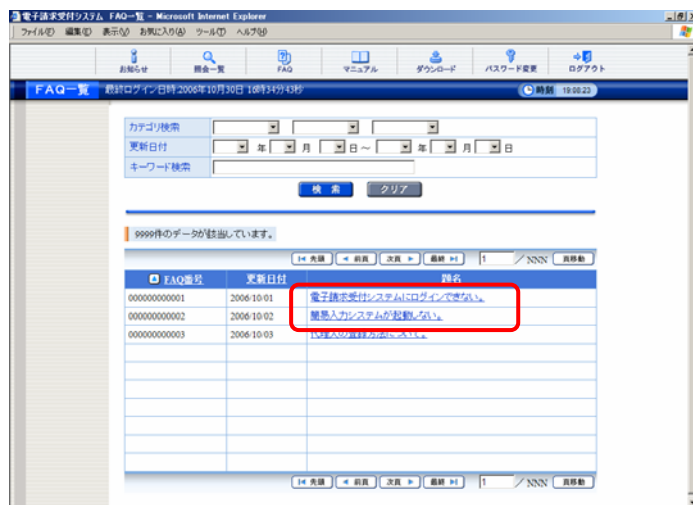 電子請求受付システム FAQ一覧 - Microsoft Internet Explorer
ファイル(F) 編集(E) 表示(V) お気に入り(A) ツール(T) ヘルプ(H)
お知らせ 照会一覧 FAQ マニュアル ダウンロード パスワード変更 ログアウト
FAQ一覧 最終ログイン日時:2006年10月30日 16時34分43秒 時刻 19:08:23
カテゴリ検索
更新日付 年 月 日～ 年 月 日
キーワード検索
検 索 クリア
9999件のデータが該当しています。
先頭 前頁 次頁 最終 1 / NNN 頁移動
FAQ番号 更新日付 題名
000000000001 2006/10/01 電子請求受付システムにログインできない。
000000000002 2006/10/02 簡易入力システムが起動しない。
000000000003 2006/10/03 代理人の登録方法について。
先頭 前頁 次頁 最終 1 / NNN 頁移動